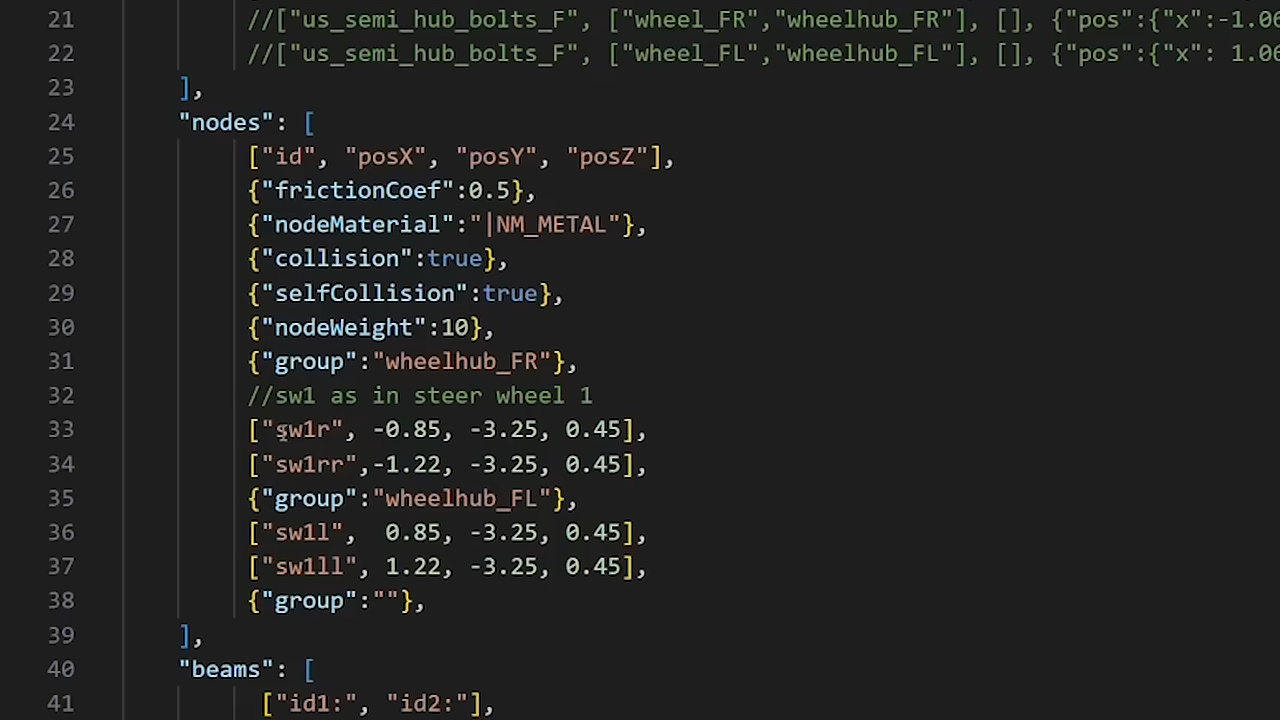 21 //["us_semi_hub_bolts_F", ["wheel_FR","wheelhub_FR"], [], {"pos":{"x":-1.06
22 //["us_semi_hub_bolts_F", ["wheel_FL","wheelhub_FL"], [], {"pos":{"x": 1.06
23 ],
24 "nodes": [
25 ["id", "posX", "posY", "posZ"],
26 {"frictionCoef":0.5},
27 {"nodeMaterial":"|NM_METAL"},
28 {"collision":true},
29 {"selfCollision":true},
30 {"nodeWeight":10},
31 {"group":"wheelhub_FR"},
32 //sw1 as in steer wheel 1
33 ["sw1r", -0.85, -3.25, 0.45],
34 ["sw1rr",-1.22, -3.25, 0.45],
35 {"group":"wheelhub_FL"},
36 ["sw1l",  0.85, -3.25, 0.45],
37 ["sw1ll", 1.22, -3.25, 0.45],
38 {"group":""},
39 ],
40 "beams": [
41 ["id1:", "id2:"],